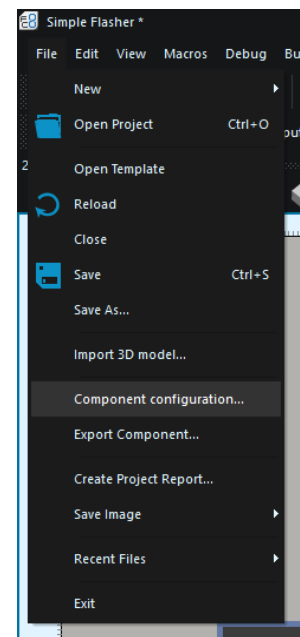 Simple Flasher *
File Edit View Macros Debug Bu
New
Open Project Ctrl+O
Open Template
Reload
Close
Save Ctrl+S
Save As...
Import 3D model...
Component configuration...
Export Component...
Create Project Report...
Save Image
Recent Files
Exit